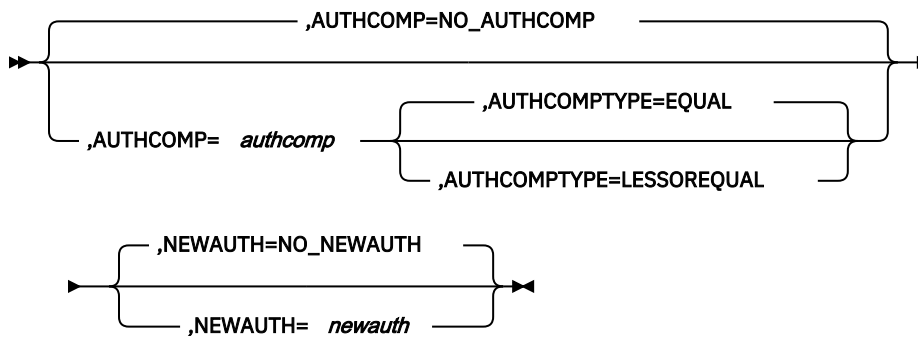 ,AUTHCOMP=NO_AUTHCOMP
,AUTHCOMPTYPE=EQUAL
,AUTHCOMP= authcomp
,AUTHCOMPTYPE=LESSOREQUAL
,NEWAUTH=NO_NEWAUTH
,NEWAUTH= newauth